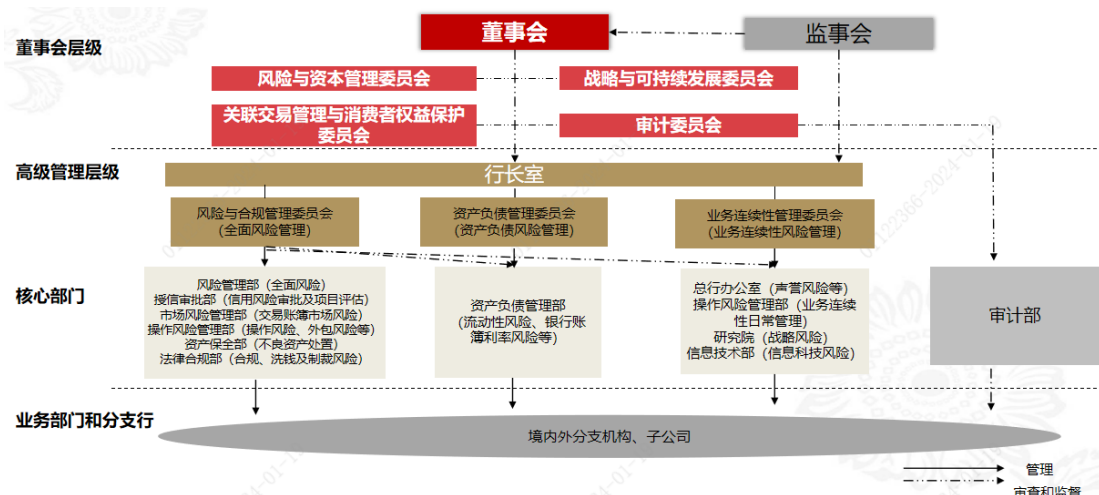 董事会
监事会
董事会层级
风险与资本管理委员会
战略与可持续发展委员会
关联交易管理与消费者权益保护
委员会
审计委员会
高级管理层级
行长室
风险与合规管理委员会
(全面风险管理)
资产负债管理委员会
(资产负债风险管理)
业务连续性管理委员会
(业务连续性风险管理)
核心部门
风险管理部（全面风险）
授信审批部（信用风险审批及项目评估）
市场风险管理部（交易账簿市场风险）
操作风险管理部（操作风险、外包风险等）
资产保全部（不良资产处置）
法律合规部（合规、洗钱及制裁风险）
资产负债管理部
（流动性风险、银行账
簿利率风险等）
总行办公室（声誉风险等）
操作风险管理部（业务连续
性日常管理）
研究院（战略风险）
信息技术部（信息科技风险）
审计部
业务部门和分支行
境内外分支机构、子公司
管理
审查和监督